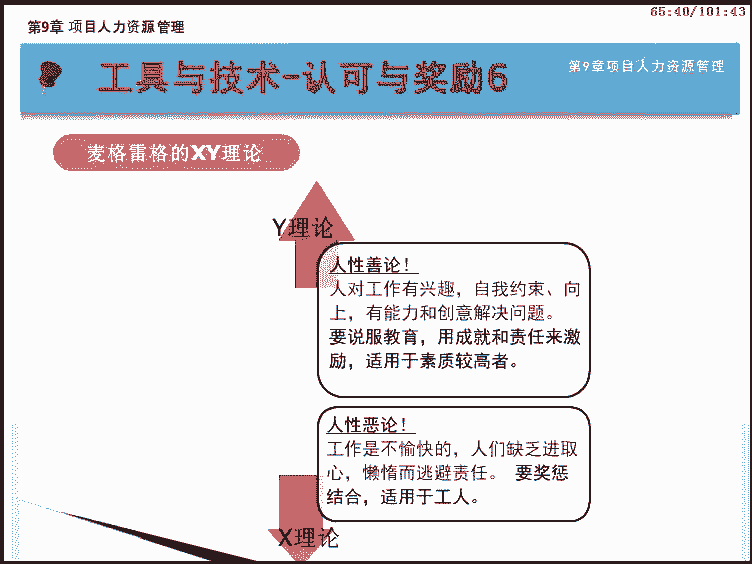 65:40/101:43
第9章 项目人力资源管理
工具与技术-认可与奖励6
第9章项目人力资源管理
麦格雷格的XY理论
Y理论
人性善论！
人对工作有兴趣，自我约束、向
上，有能力和创意解决问题。
要说服教育，用成就和责任来激
励，适用于素质较高者。
人性恶论！
工作是不愉快的，人们缺乏进取
心，懒惰而逃避责任。 要奖惩
结合，适用于工人。
X理论